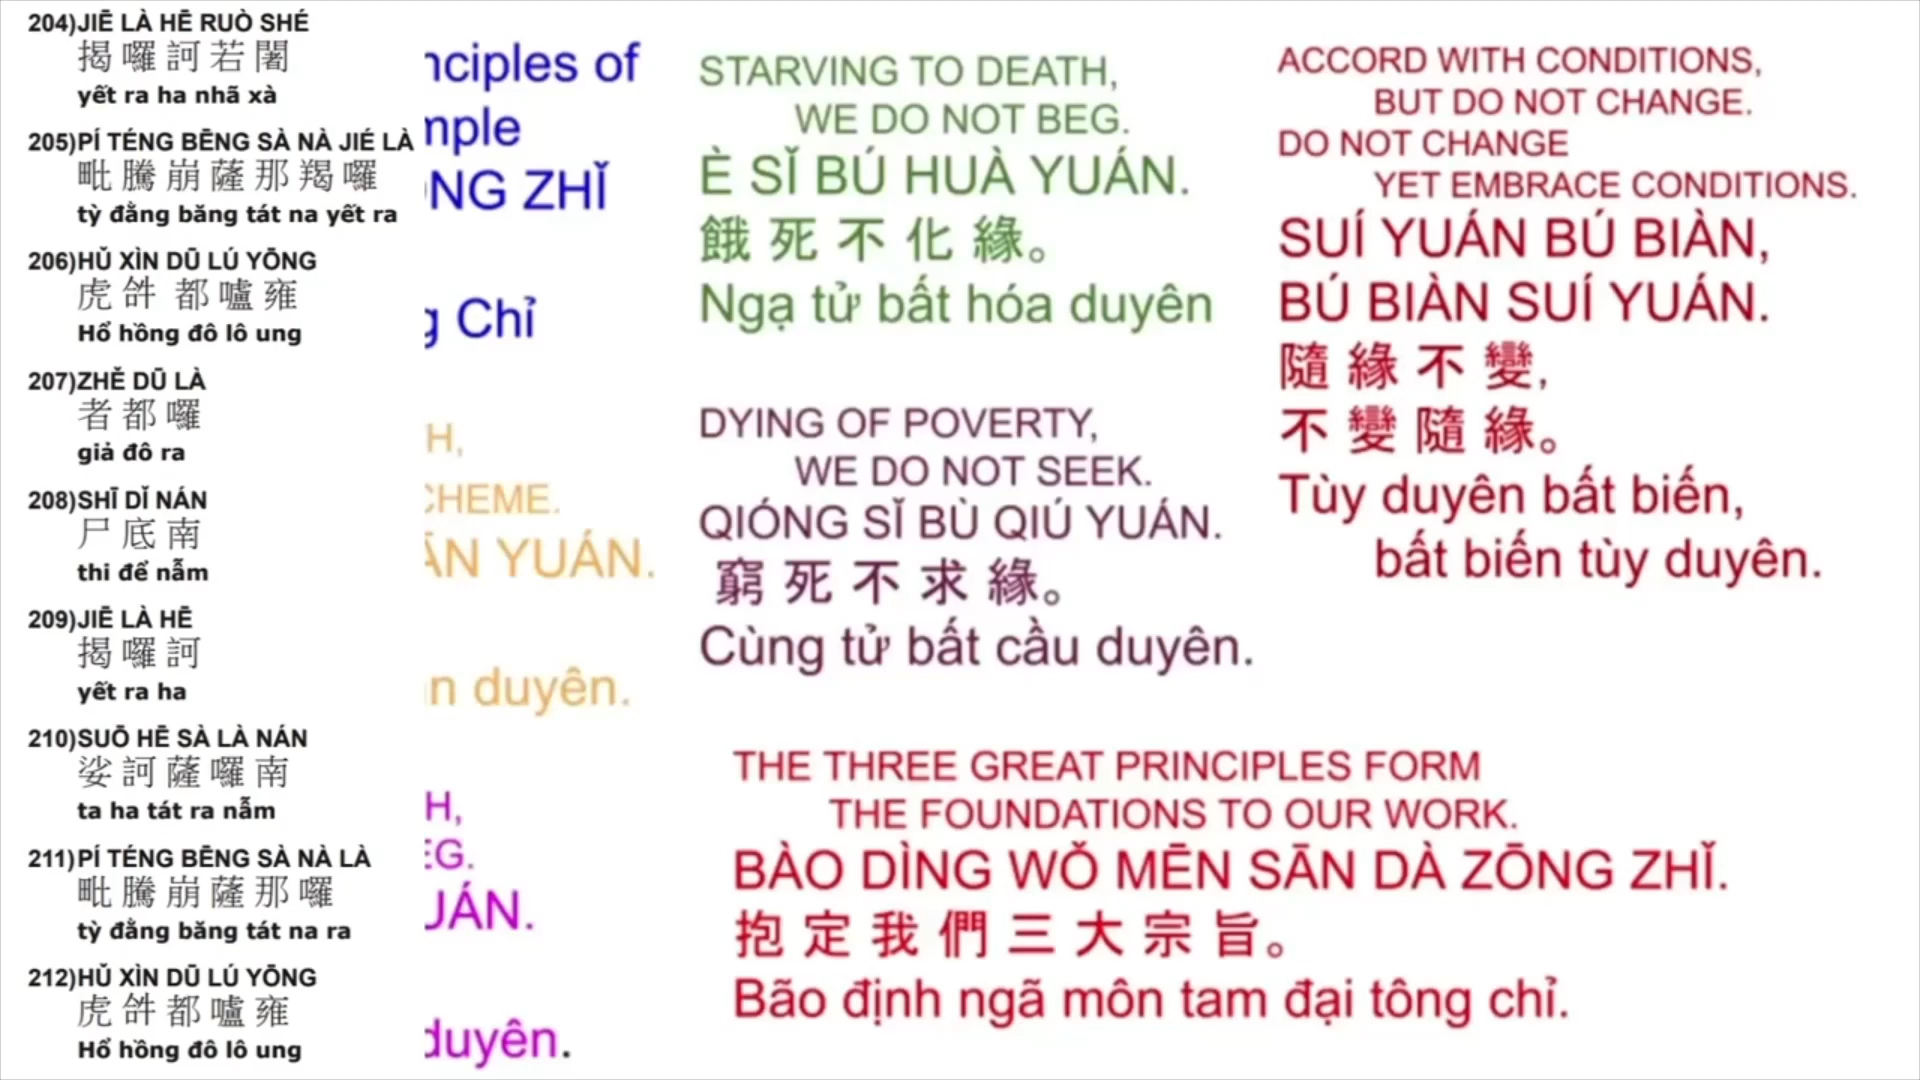 204)JIĒ LÀ HĒ RUÒ SHÉ
揭 囉 訶 若 闍
yết ra ha nhã xà
205)PÍ TÉNG BĒNG SÀ NÀ JIÉ LÀ
毗 騰 崩 薩 那 羯 囉
tỳ đằng băng tát na yết ra
206)HǓ XÌN DŪ LÚ YŌNG
虎 𤙖 都 嚧 雍
Hổ hồng đô lô ung
207)ZHĚ DŪ LÀ
者 都 囉
giả đô ra
208)SHĪ DǏ NÁN
尸 底 南
thi để nẫm
209)JIĒ LÀ HĒ
揭 囉 訶
yết ra ha
210)SUŌ HĒ SÀ LÀ NÁN
娑 訶 薩 囉 南
ta ha tát ra nẫm
211)PÍ TÉNG BĒNG SÀ NÀ LÀ
毗 騰 崩 薩 那 囉
tỳ đằng băng tát na ra
212)HǓ XÌN DŪ LÚ YŌNG
虎 𤙖 都 嚧 雍
Hổ hồng đô lô ung
nciples of
mple
ONG ZHǏ
g Chỉ
H,
CHEME.
ĀN YUÁN.
n duyên.
H,
EG.
UÁN.
duyên.
STARVING TO DEATH,
WE DO NOT BEG.
È SǏ BÚ HUÀ YUÁN.
餓 死 不 化 緣。
Ngạ tử bất hóa duyên
DYING OF POVERTY,
WE DO NOT SEEK.
QIÓNG SǏ BÙ QIÚ YUÁN.
窮 死 不 求 緣。
Cùng tử bất cầu duyên.
ACCORD WITH CONDITIONS,
BUT DO NOT CHANGE.
DO NOT CHANGE
YET EMBRACE CONDITIONS.
SUÍ YUÁN BÚ BIÀN,
BÚ BIÀN SUÍ YUÁN.
隨 緣 不 變,
不 變 隨 緣。
Tùy duyên bất biến,
bất biến tùy duyên.
THE THREE GREAT PRINCIPLES FORM
THE FOUNDATIONS TO OUR WORK.
BÀO DÌNG WǑ MĒN SĀN DÀ ZŌNG ZHǏ.
抱 定 我 們 三 大 宗 旨。
Bão định ngã môn tam đại tông chỉ.